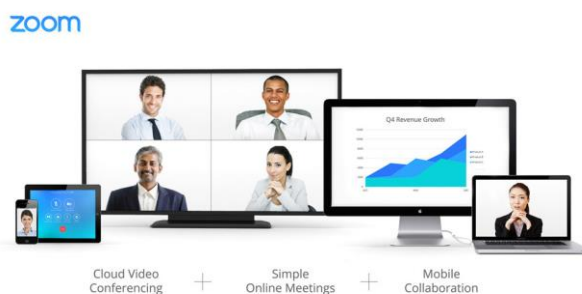 zoom
Q4 Revenue Growth
Cloud Video
Conferencing
+
Simple
Online Meetings
+
Mobile
Collaboration